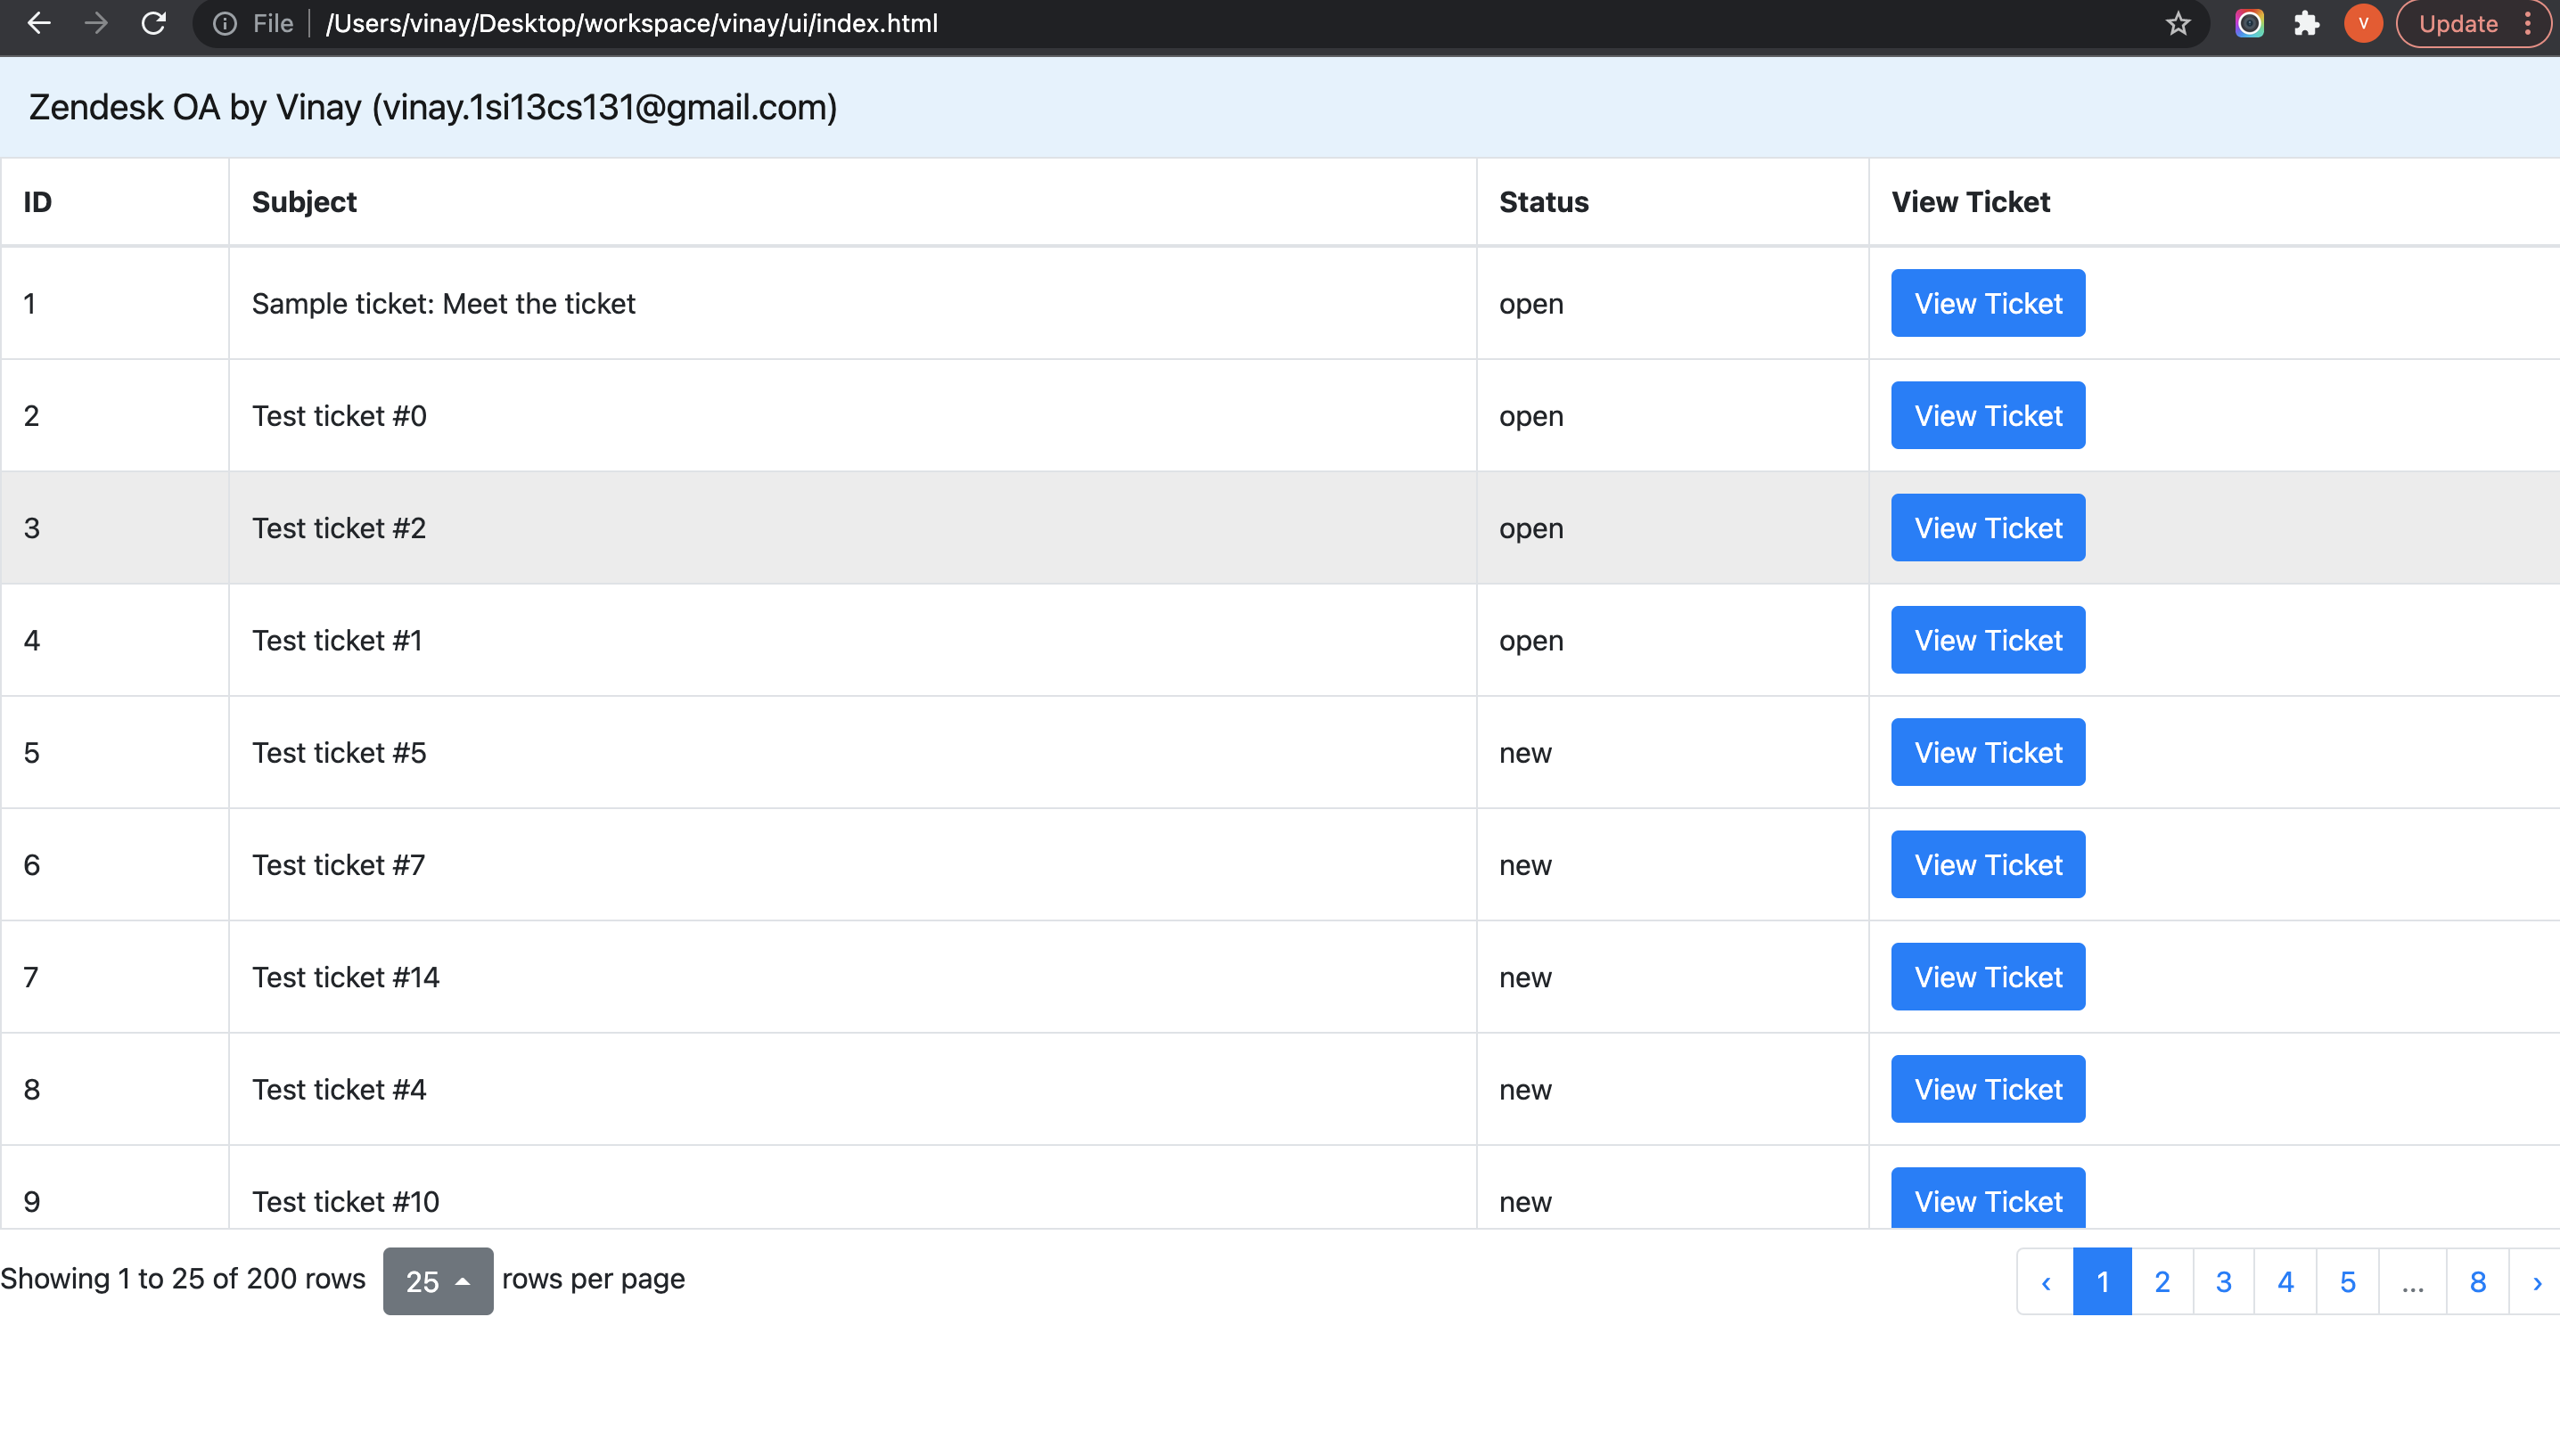 File /Users/vinay/Desktop/workspace/vinay/ui/index.html V Update
Zendesk OA by Vinay (vinay.1si13cs131@gmail.com)
ID Subject Status View Ticket
1 Sample ticket: Meet the ticket open View Ticket
2 Test ticket #0 open View Ticket
3 Test ticket #2 open View Ticket
4 Test ticket #1 open View Ticket
5 Test ticket #5 new View Ticket
6 Test ticket #7 new View Ticket
7 Test ticket #14 new View Ticket
8 Test ticket #4 new View Ticket
9 Test ticket #10 new View Ticket
Showing 1 to 25 of 200 rows 25 rows per page ‹ 1 2 3 4 5 ... 8 ›